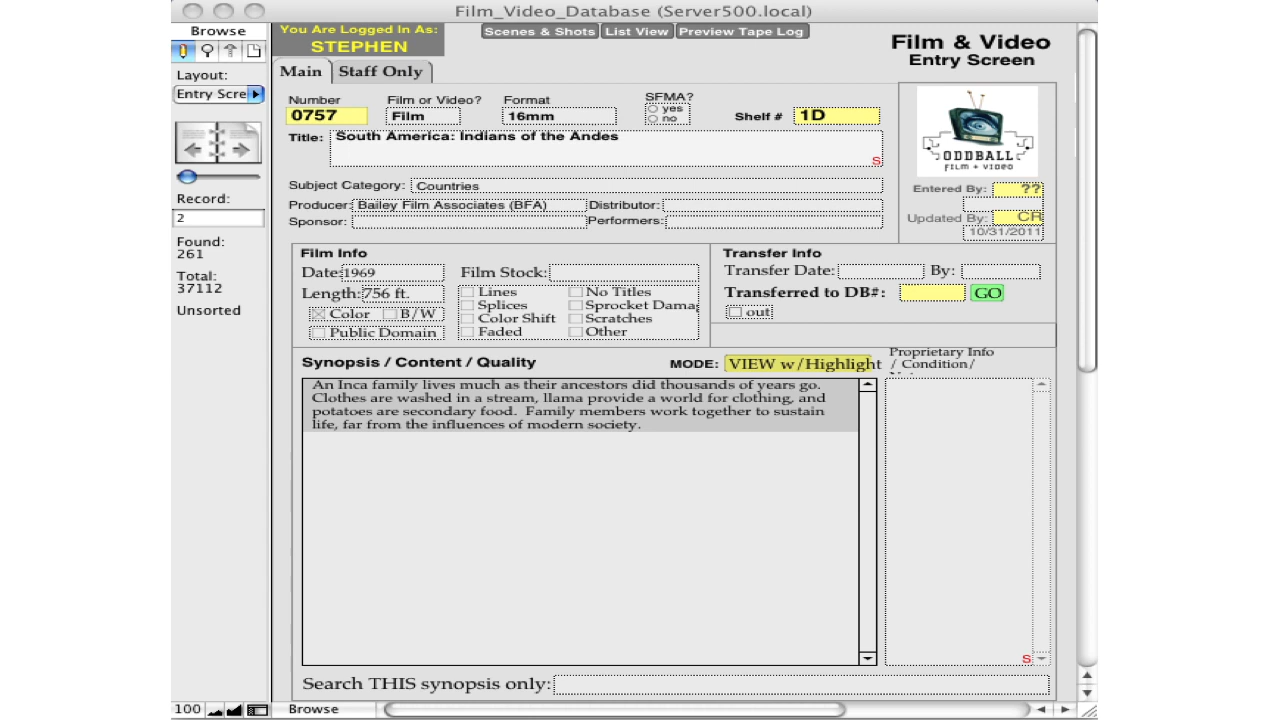 Film_Video_Database (Server500.local)
Browse
You Are Logged In As:
STEPHEN
Scenes & Shots List View Preview Tape Log
Film & Video
Entry Screen
Layout:
Entry Scre
Main Staff Only
Number Film or Video? Format SFMA?
0757 Film 16mm yes
no
Shelf # 1D
Title: South America: Indians of the Andes
S
ODDBALL
FILM + VIDEO
Subject Category: Countries
Entered By: ??
Producer: Bailey Film Associates (BFA) Distributor:
Sponsor: Performers:
Updated By: CR
10/31/2011
Record:
2
Found:
261
Total:
37112
Unsorted
Film Info
Date: 1969 Film Stock:
Length: 756 ft.
Lines No Titles
Splices Sprocket Damag
Color B/W Color Shift Scratches
Public Domain Faded Other
Transfer Info
Transfer Date: By:
Transferred to DB#: GO
out
Synopsis / Content / Quality MODE: VIEW w/Highlight
Proprietary Info
/ Condition/
An Inca family lives much as their ancestors did thousands of years go.
Clothes are washed in a stream, llama provide a world for clothing, and
potatoes are secondary food. Family members work together to sustain
life, far from the influences of modern society.
S
Search THIS synopsis only:
100 Browse